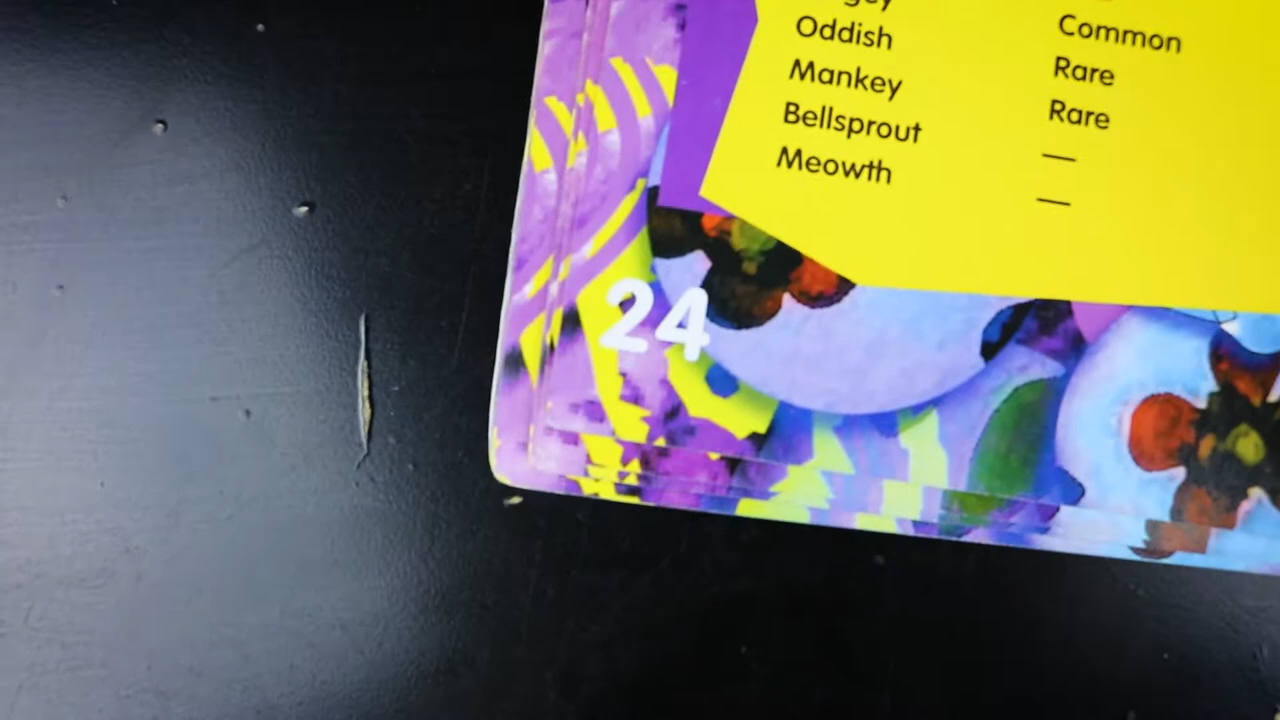 Oddish Common
Mankey Rare
Bellsprout Rare
Meowth —
—
24